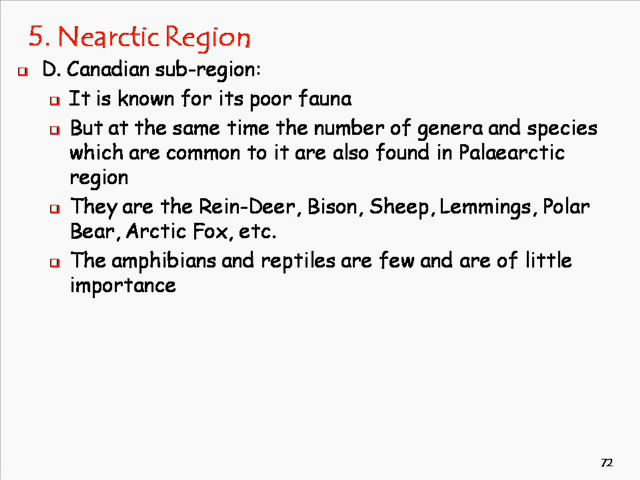 5. Nearctic Region
D. Canadian sub-region:
It is known for its poor fauna
But at the same time the number of genera and species
which are common to it are also found in Palaearctic
region
They are the Rein-Deer, Bison, Sheep, Lemmings, Polar
Bear, Arctic Fox, etc.
The amphibians and reptiles are few and are of little
importance
72